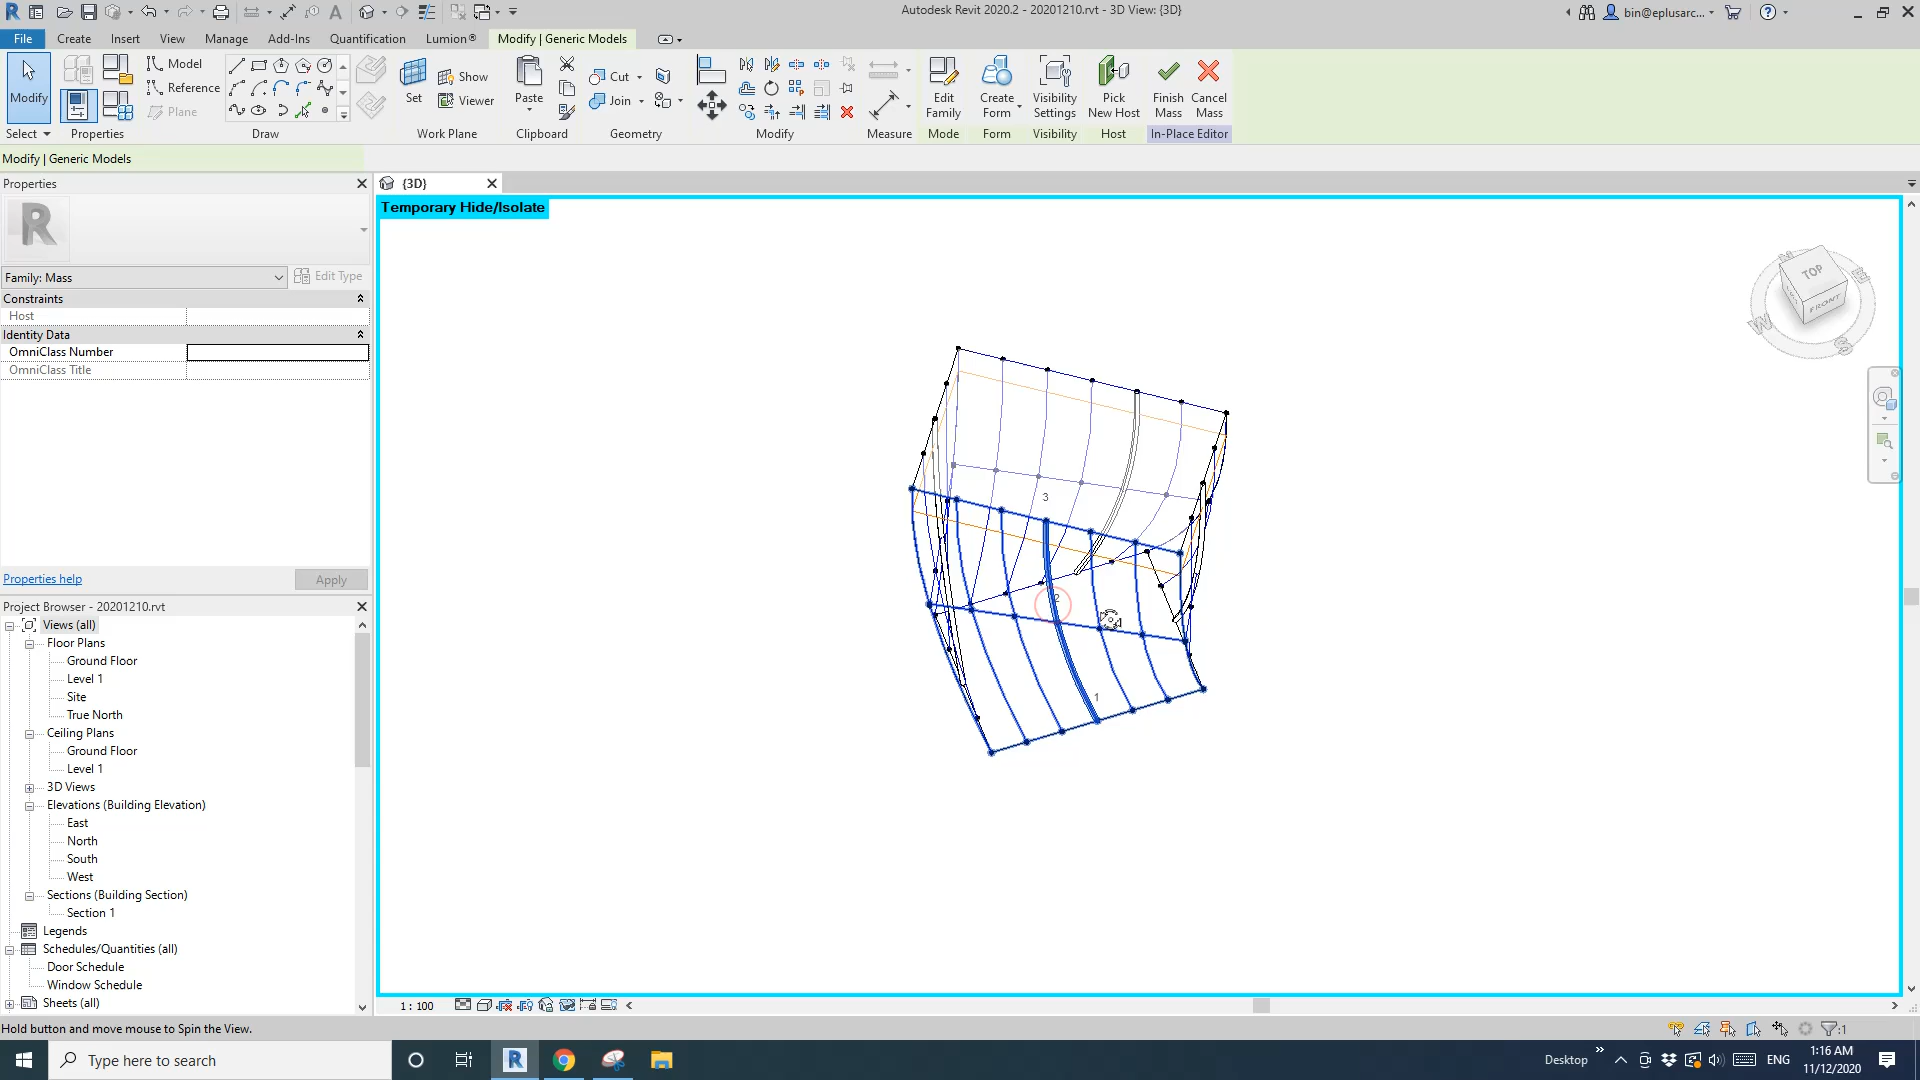 Autodesk Revit 2020.2 - 20201210.rvt - 3D View: {3D}
bin@eplusarc...
File Create Insert View Manage Add-Ins Quantification Lumion® Modify | Generic Models
Modify
Select
Properties
Model
Reference
Plane
Draw
Set
Show
Viewer
Work Plane
Paste
Clipboard
Cut
Join
Geometry
Modify
Measure
Edit Family
Mode
Create Form
Form
Visibility Settings
Visibility
Pick New Host
Host
Finish Mass
Cancel Mass
In-Place Editor
Modify | Generic Models
Properties
{3D}
Temporary Hide/Isolate
R
Family: Mass
Edit Type
Constraints
Host
Identity Data
OmniClass Number
OmniClass Title
Properties help
Apply
Project Browser - 20201210.rvt
Views (all)
Floor Plans
Ground Floor
Level 1
Site
True North
Ceiling Plans
Ground Floor
Level 1
3D Views
Elevations (Building Elevation)
East
North
South
West
Sections (Building Section)
Section 1
Legends
Schedules/Quantities (all)
Door Schedule
Window Schedule
Sheets (all)
TOP
FRONT
N
E
W
S
3
2
4
1
1 : 100
Hold button and move mouse to Spin the View.
:1
Type here to search
Desktop
ENG
1:16 AM
11/12/2020